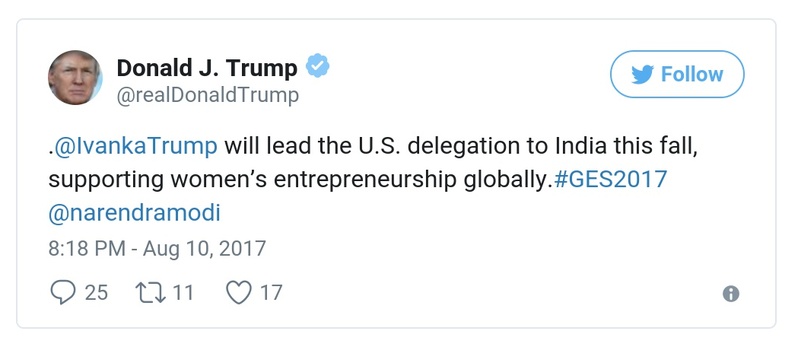 Donald J. Trump
Follow
@realDonaldTrump
.@IvankaTrump will lead the U.S. delegation to India this fall,
supporting women’s entrepreneurship globally.#GES2017
@narendramodi
8:18 PM - Aug 10, 2017
25 11 17